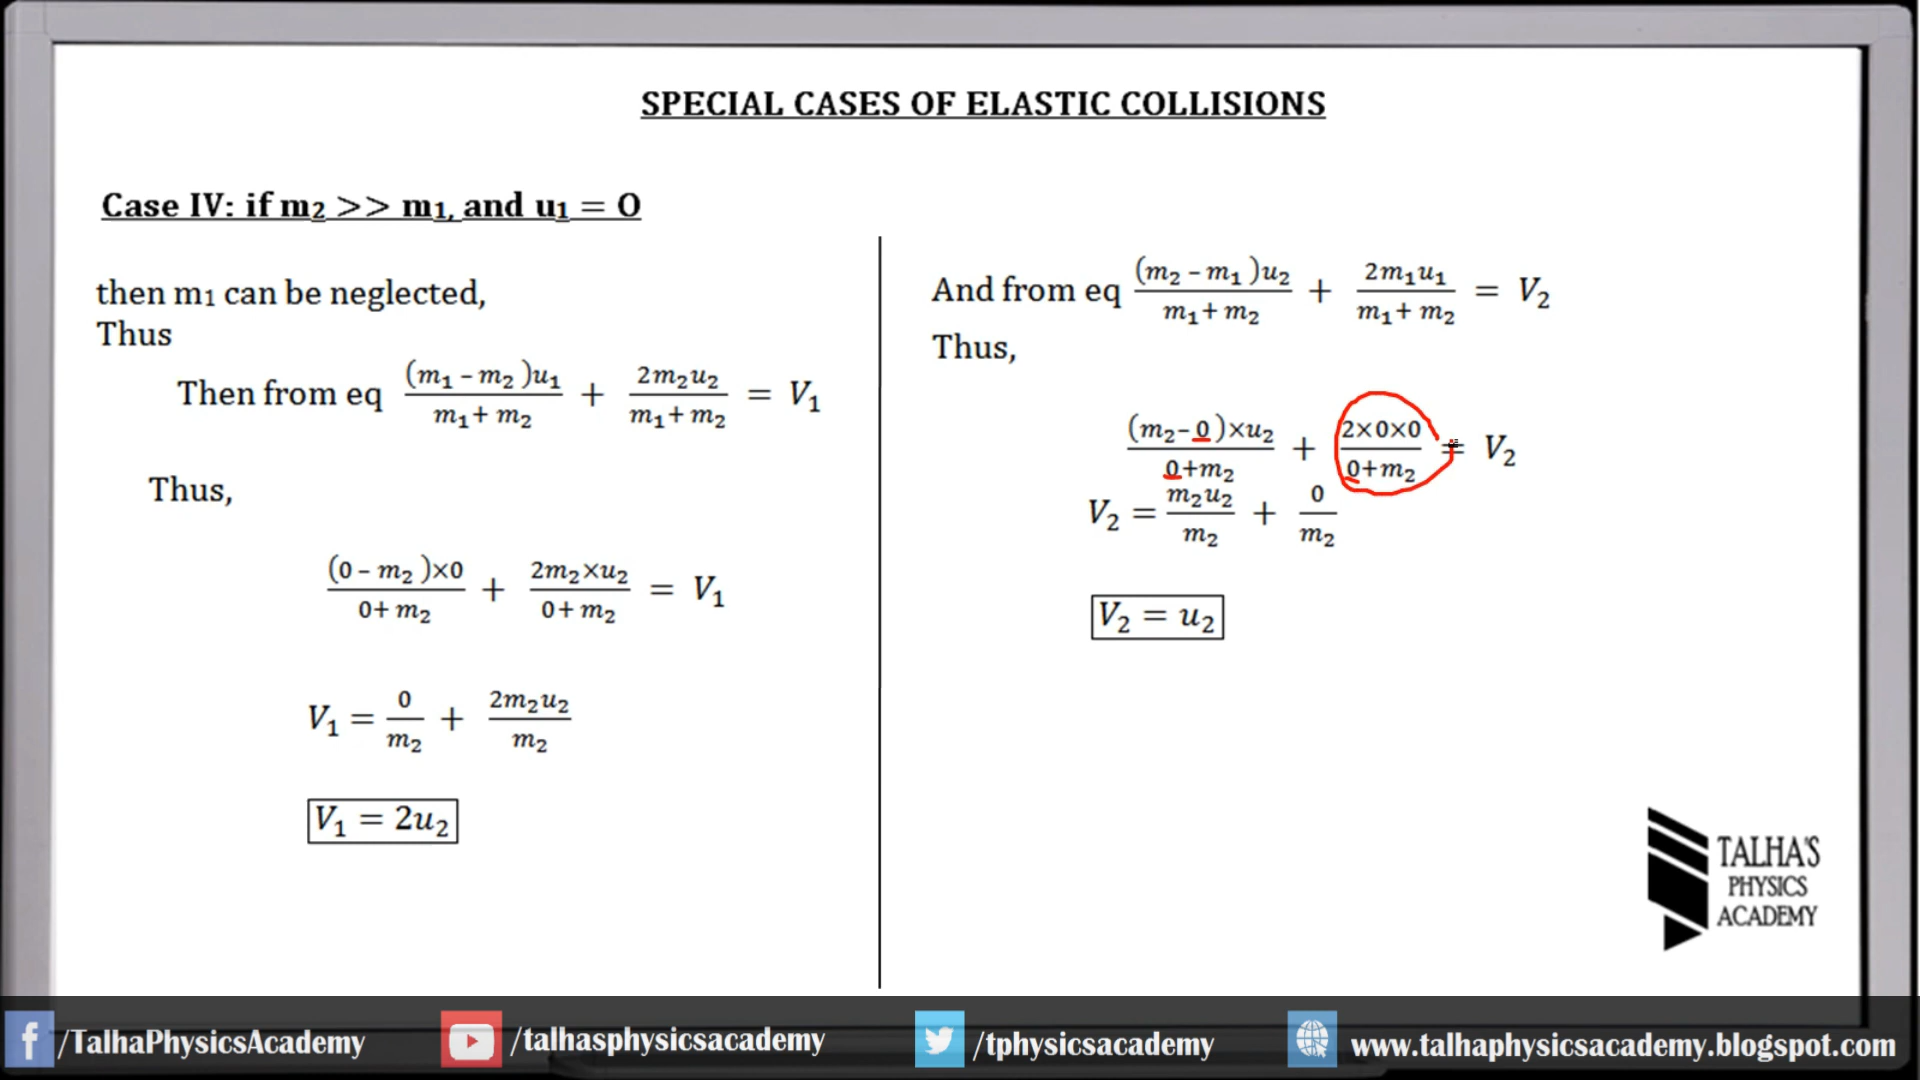 SPECIAL CASES OF ELASTIC COLLISIONS
Case IV: if m₂ >> m₁, and u₁ = O
then m₁ can be neglected,
Thus
Then from eq (m₁ – m₂)u₁ / m₁ + m₂ + 2m₂u₂ / m₁ + m₂ = V₁
Thus,
(0 – m₂)×0 / 0 + m₂ + 2m₂×u₂ / 0 + m₂ = V₁
V₁ = 0 / m₂ + 2m₂u₂ / m₂
V₁ = 2u₂
And from eq (m₂ – m₁)u₂ / m₁ + m₂ + 2m₁u₁ / m₁ + m₂ = V₂
Thus,
(m₂– 0)×u₂ / 0+m₂ + 2×0×0 / 0+m₂ = V₂
V₂ = m₂u₂ / m₂ + 0 / m₂
V₂ = u₂
TALHA'S
PHYSICS
ACADEMY
/TalhaPhysicsAcademy
/talhasphysicsacademy
/tphysicsacademy
www.talhaphysicsacademy.blogspot.com